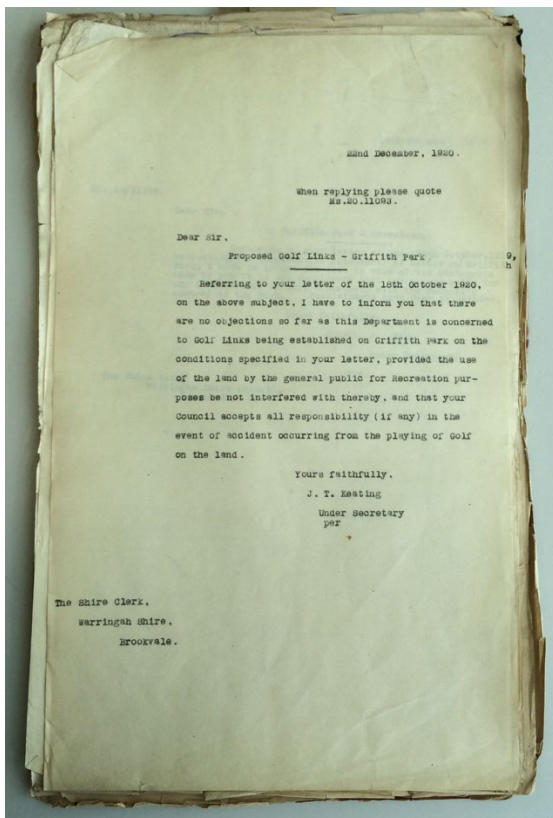 22nd December, 1920.
When replying please quote
Ms.20.11093.
Dear Sir,
Proposed Golf Links - Griffith Park
9,
h
Referring to your letter of the 18th October 1920,
on the above subject, I have to inform you that there
are no objections so far as this Department is concerned
to Golf Links being established on Griffith Park on the
conditions specified in your letter, provided the use
of the land by the general public for Recreation pur-
poses be not interfered with thereby, and that your
Council accepts all responsibility (if any) in the
event of accident occurring from the playing of Golf
on the land.
Yours faithfully,
J. T. Keating
Under Secretary
per
The Shire Clerk,
Warringah Shire,
Brookvale.